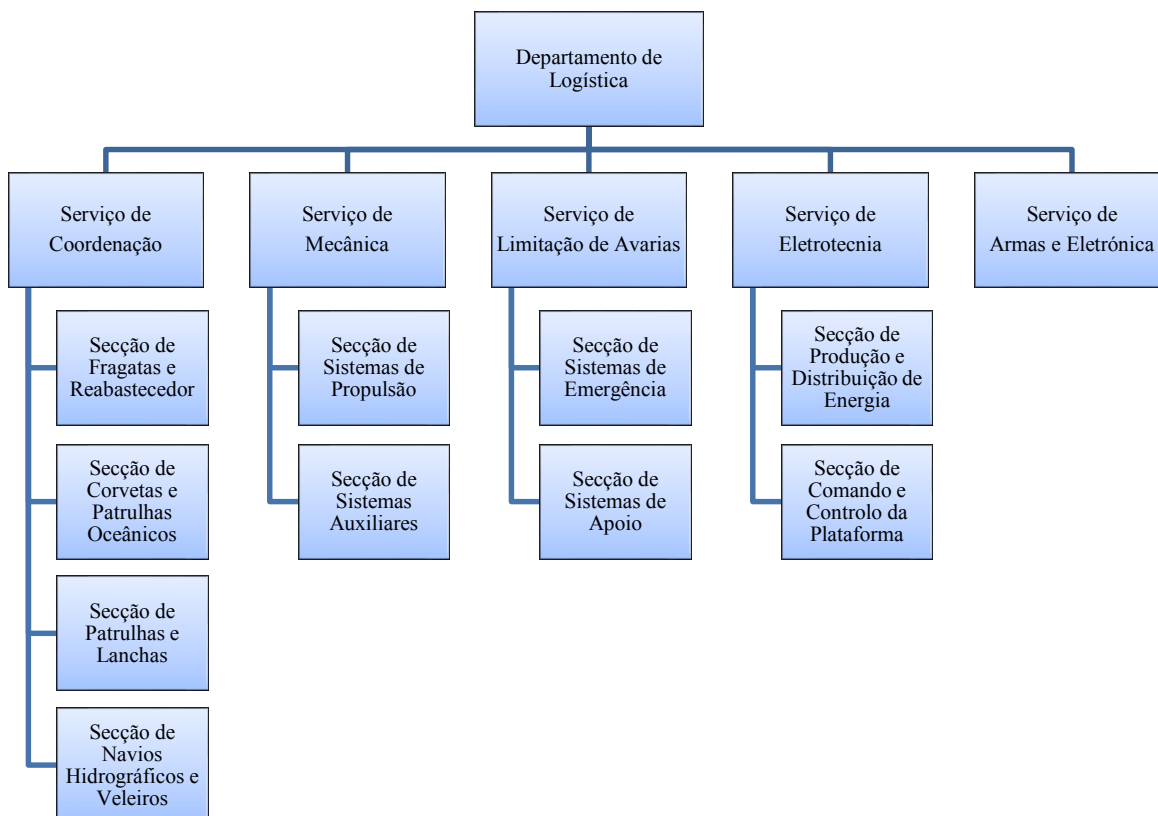 Departamento de
Logística
Serviço de
Coordenação
Serviço de
Mecânica
Serviço de
Limitação de Avarias
Serviço de
Eletrotecnia
Serviço de
Armas e Eletrónica
Secção de
Fragatas e
Reabastecedor
Secção de
Corvetas e
Patrulhas
Oceânicos
Secção de
Patrulhas e
Lanchas
Secção de
Navios
Hidrográficos e
Veleiros
Secção de
Sistemas de
Propulsão
Secção de
Sistemas
Auxiliares
Secção de
Sistemas de
Emergência
Secção de
Sistemas de
Apoio
Secção de
Produção e
Distribuição de
Energia
Secção de
Comando e
Controlo da
Plataforma